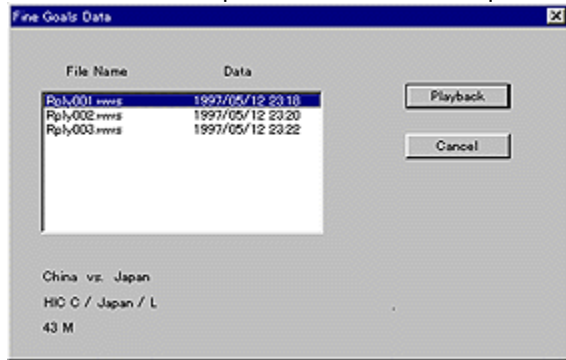 Fine Goals Data
File Name Data
Rply001.wws 1997/05/12 23:18
Rply002.wws 1997/05/12 23:20
Rply003.wws 1997/05/12 23:22
Playback
Cancel
China vs. Japan
HIC C / Japan / L
43 M